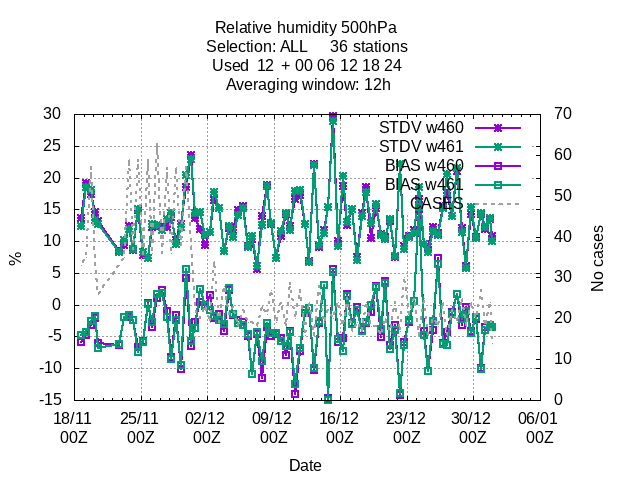 Relative humidity 500hPa
Selection: ALL 36 stations
Used 12 + 00 06 12 18 24
Averaging window: 12h
30
25
20
15
10
5
0
-5
-10
-15
%
70
60
50
40
30
20
10
0
No cases
STDV w460
STDV w461
BIAS w460
BIAS w461
CASES
18/11 25/11 02/12 09/12 16/12 23/12 30/12 06/01
00Z 00Z 00Z 00Z 00Z 00Z 00Z 00Z
Date